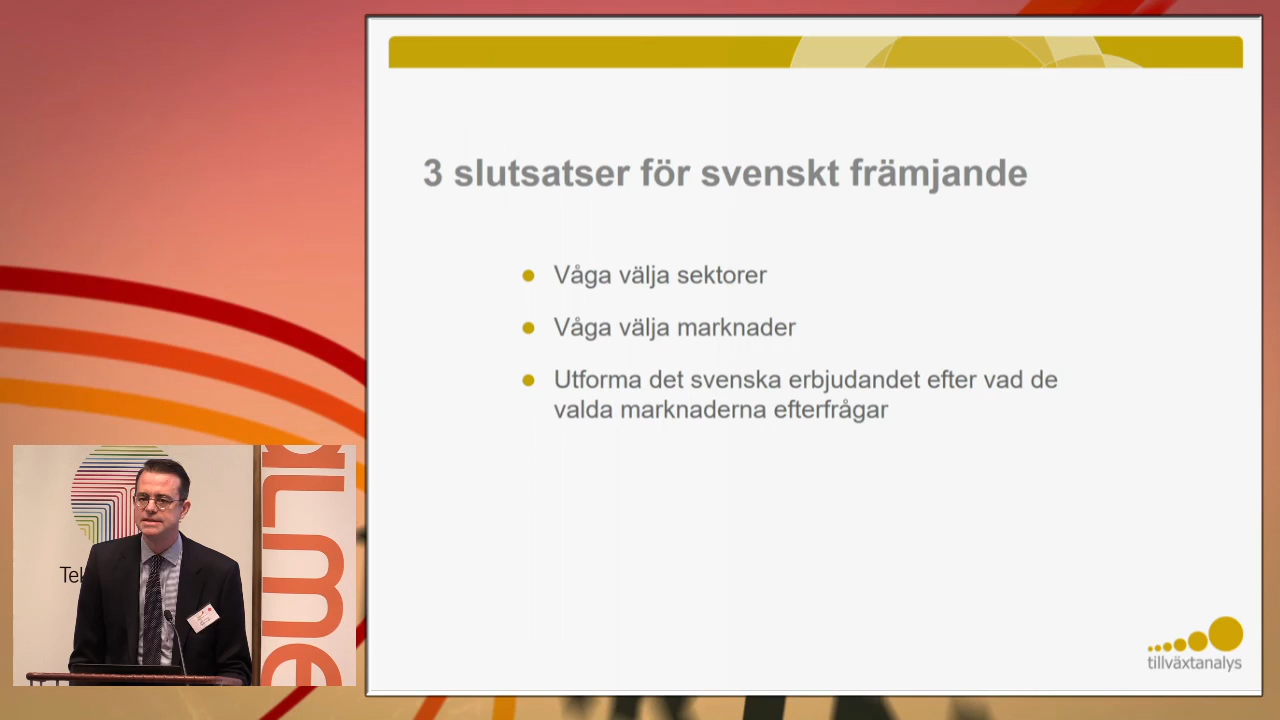 3 slutsatser för svenskt främjande
Våga välja sektorer
Våga välja marknader
Utforma det svenska erbjudandet efter vad de
valda marknaderna efterfrågar
tillväxtanalys
Tek